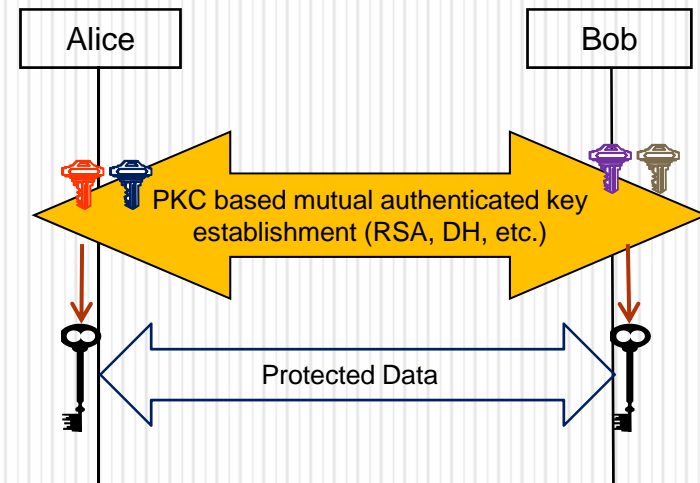 Alice
Bob
PKC based mutual authenticated key
establishment (RSA, DH, etc.)
Protected Data